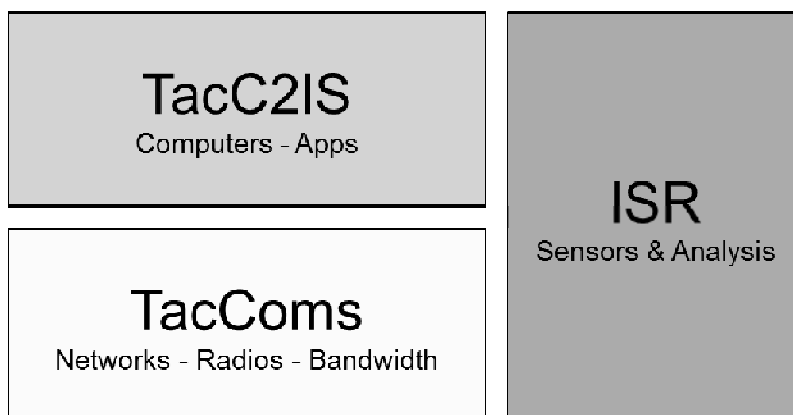 TacC2IS
Computers - Apps
TacComs
Networks - Radios - Bandwidth
ISR
Sensors & Analysis